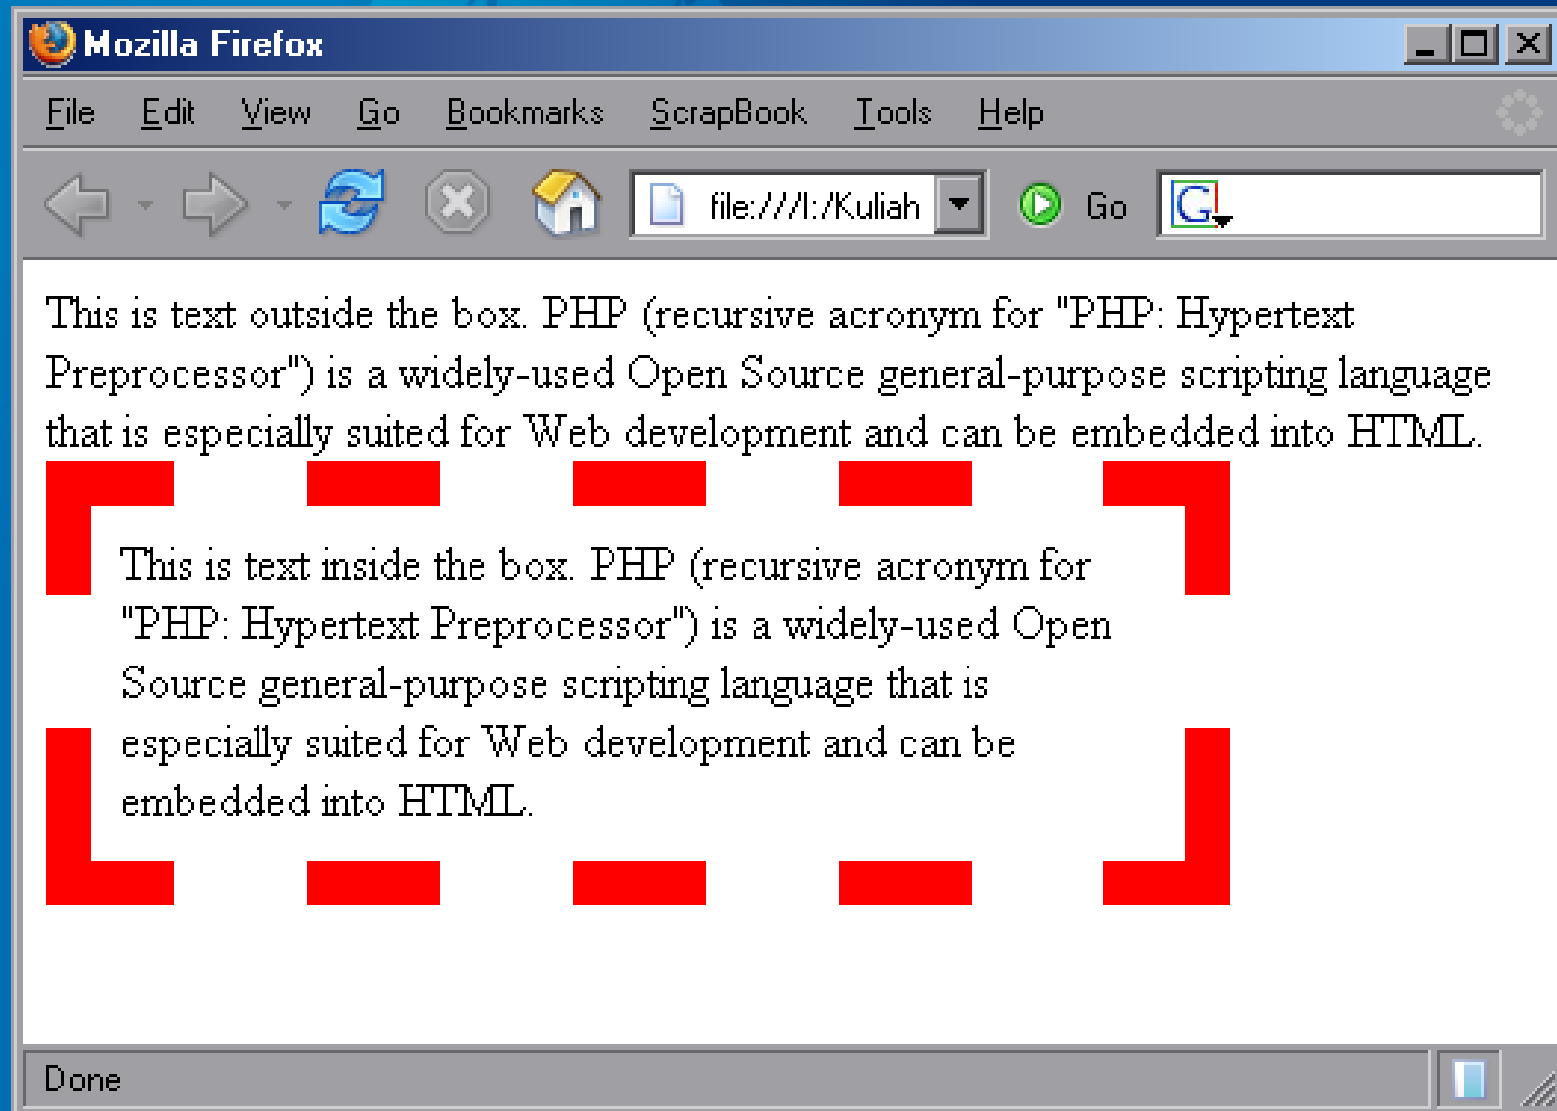 Mozilla Firefox
File Edit View Go Bookmarks ScrapBook Tools Help
file:///I:/Kuliah Go G
This is text outside the box. PHP (recursive acronym for "PHP: Hypertext
Preprocessor") is a widely-used Open Source general-purpose scripting language
that is especially suited for Web development and can be embedded into HTML.
This is text inside the box. PHP (recursive acronym for
"PHP: Hypertext Preprocessor") is a widely-used Open
Source general-purpose scripting language that is
especially suited for Web development and can be
embedded into HTML.
Done